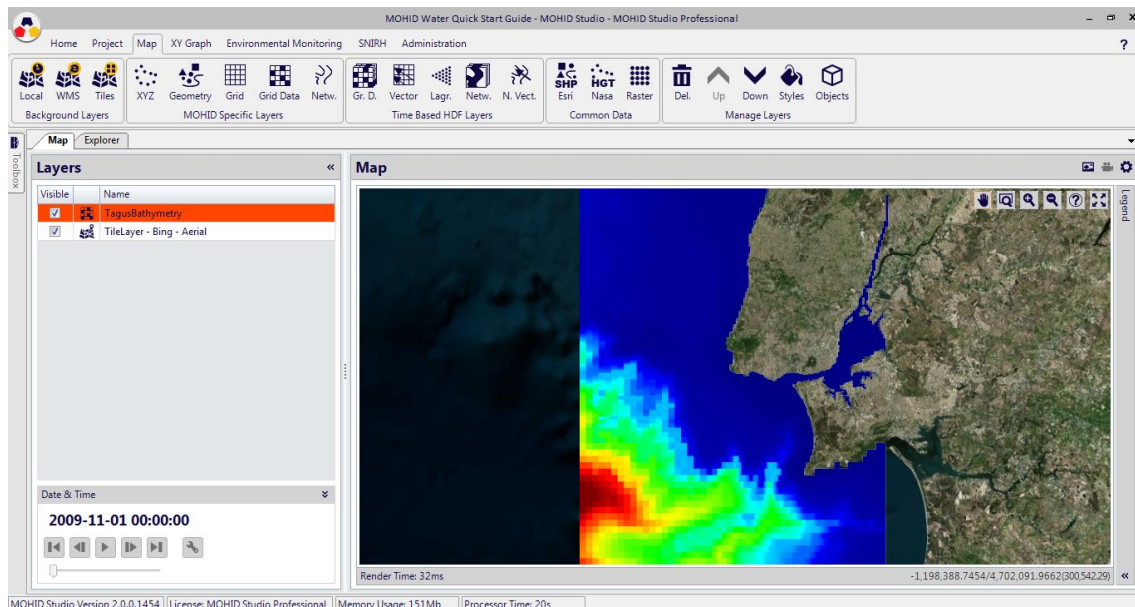 MOHID Water Quick Start Guide - MOHID Studio - MOHID Studio Professional
Home Project Map XY Graph Environmental Monitoring SNIRH Administration ?
Local WMS Tiles XYZ Geometry Grid Grid Data Netw. Gr. D. Vector Lagr. Netw. N. Vect. SHP Esri HGT Nasa Raster Del. Up Down Styles Objects
Background Layers MOHID Specific Layers Time Based HDF Layers Common Data Manage Layers
Toolbox
Map Explorer
Layers «
Visible Name
TagusBathymetry
TileLayer - Bing - Aerial
Date & Time
2009-11-01 00:00:00
Map
Legend
Render Time: 32ms -1,198,388.7454/4,702,091.9662(300,542.29) «
MOHID Studio Version 2.0.0.1454 License: MOHID Studio Professional Memory Usage: 151Mb Processor Time: 20s